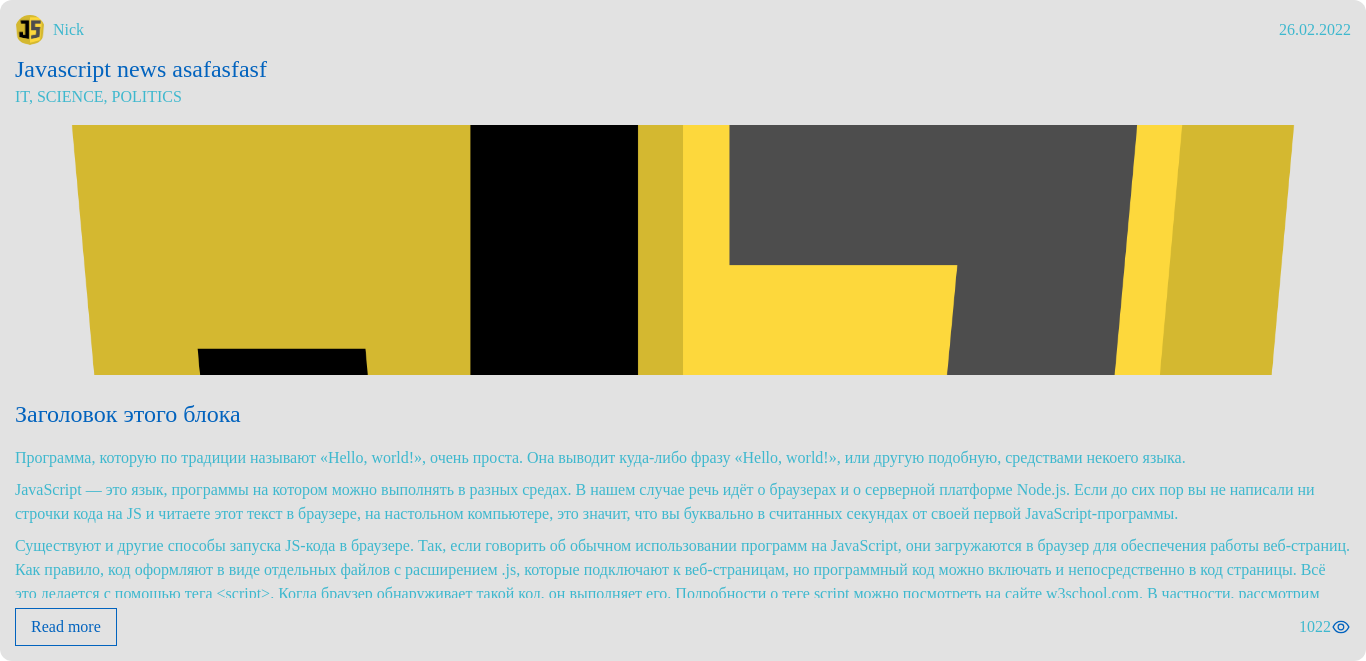 JS Nick 26.02.2022
Javascript news asafasfasf
IT, SCIENCE, POLITICS
Заголовок этого блока
Программа, которую по традиции называют «Hello, world!», очень проста. Она выводит куда-либо фразу «Hello, world!», или другую подобную, средствами некоего языка.
JavaScript — это язык, программы на котором можно выполнять в разных средах. В нашем случае речь идёт о браузерах и о серверной платформе Node.js. Если до сих пор вы не написали ни
строчки кода на JS и читаете этот текст в браузере, на настольном компьютере, это значит, что вы буквально в считанных секундах от своей первой JavaScript-программы.
Существуют и другие способы запуска JS-кода в браузере. Так, если говорить об обычном использовании программ на JavaScript, они загружаются в браузер для обеспечения работы веб-страниц.
Как правило, код оформляют в виде отдельных файлов с расширением .js, которые подключают к веб-страницам, но программный код можно включать и непосредственно в код страницы. Всё
это делается с помощью тега <script>. Когда браузер обнаруживает такой код, он выполняет его. Подробности о теге script можно посмотреть на сайте w3school.com. В частности, рассмотрим
Read more 1022